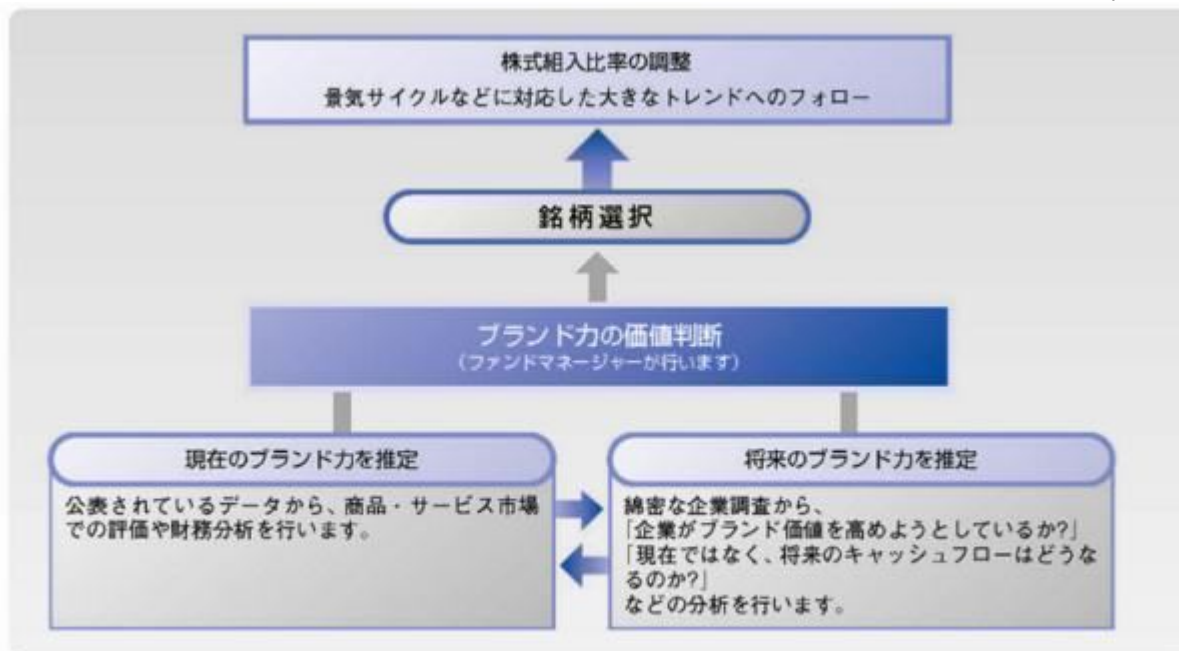 株式組入比率の調整
景気サイクルなどに対応した大きなトレンドへのフォロー
銘柄選択
ブランド力の価値判断
(ファンドマネージャーが行います)
現在のブランド力を推定
公表されているデータから、商品・サービス市場
での評価や財務分析を行います。
将来のブランド力を推定
綿密な企業調査から、
「企業がブランド価値を高めようとしているか?」
「現在ではなく、将来のキャッシュフローはどうな
るのか?」
などの分析を行います。